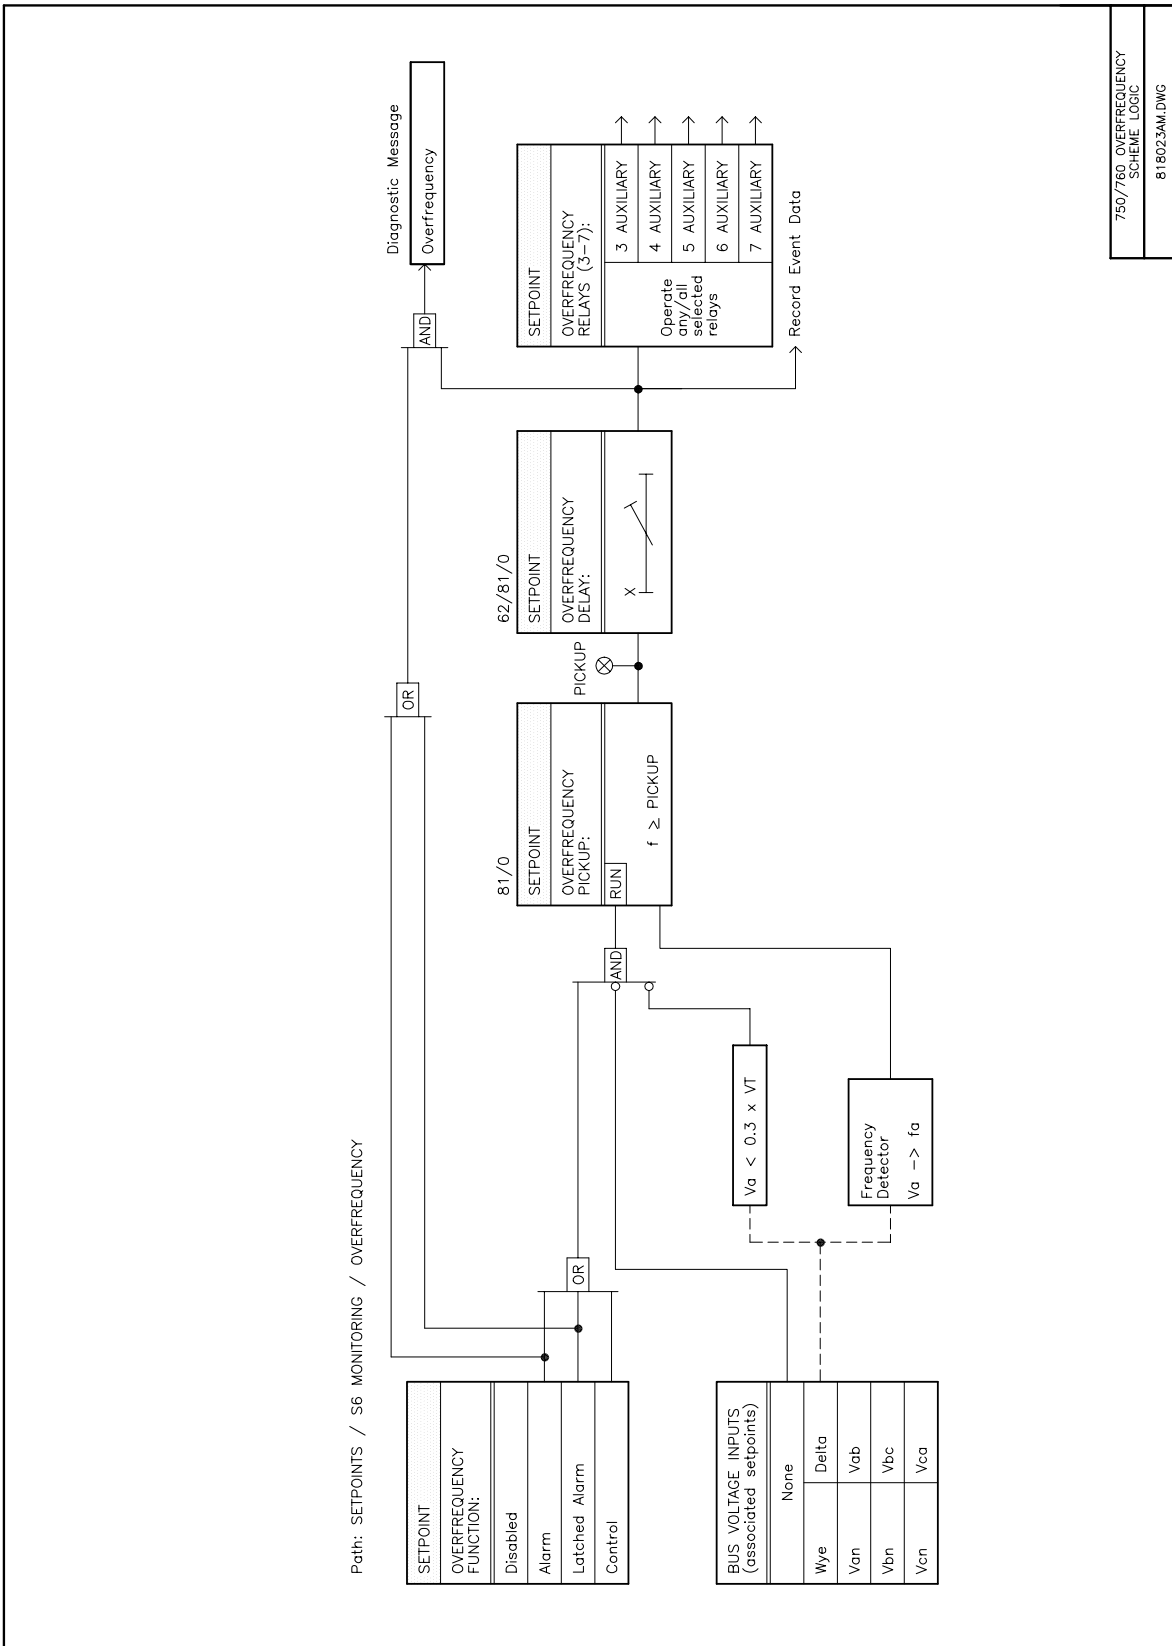 Path: SETPOINTS / S6 MONITORING / OVERFREQUENCY
SETPOINT
OVERFREQUENCY
FUNCTION:
Disabled
Alarm
Latched Alarm
Control
OR
BUS VOLTAGE INPUTS
(associated setpoints)
None
Wye
Delta
Van
Vab
Vbn
Vbc
Vcn
Vca
Va < 0.3 x VT
Frequency
Detector
Va -> fa
AND
81/O
SETPOINT
OVERFREQUENCY
PICKUP:
RUN
f ≥ PICKUP
PICKUP
OR
62/81/O
SETPOINT
OVERFREQUENCY
DELAY:
X
AND
Diagnostic Message
Overfrequency
SETPOINT
OVERFREQUENCY
RELAYS (3-7):
Operate
any/all
selected
relays
3 AUXILIARY
4 AUXILIARY
5 AUXILIARY
6 AUXILIARY
7 AUXILIARY
Record Event Data
750/760 OVERFREQUENCY
SCHEME LOGIC
818023AM.DWG